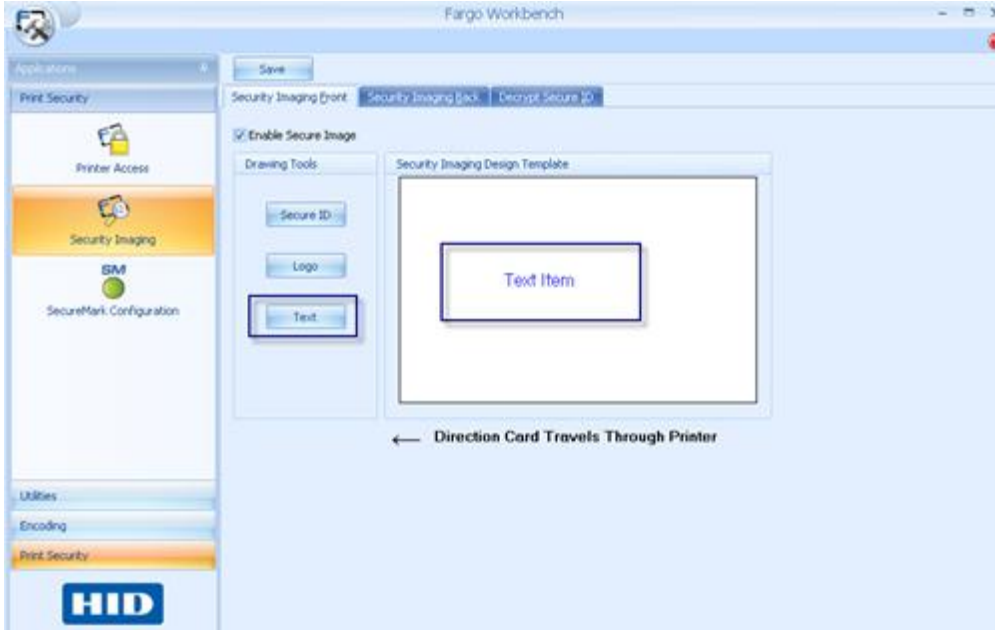 Fargo Workbench
Applications
Save
Print Security
Security Imaging Front
Security Imaging Back
Decrypt Secure ID
Enable Secure Image
Printer Access
Drawing Tools
Security Imaging Design Template
Secure ID
Security Imaging
Logo
Text Item
SM
SecureMark Configuration
Text
← Direction Card Travels Through Printer
Utilities
Encoding
Print Security
HID